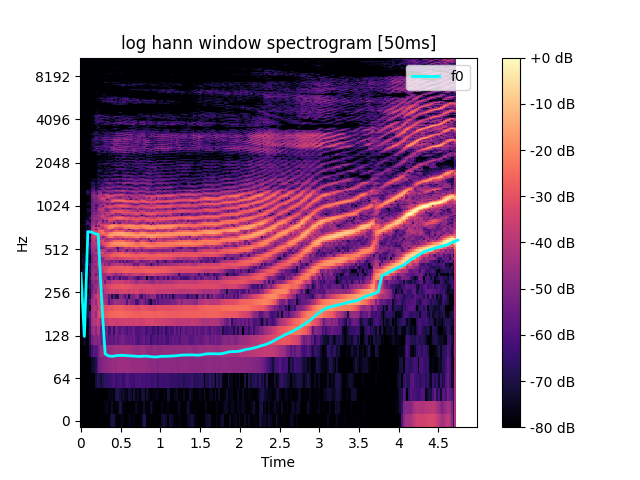 log hann window spectrogram [50ms]
f0
Hz
8192
4096
2048
1024
512
256
128
64
0
0 0.5 1 1.5 2 2.5 3 3.5 4 4.5
Time
+0 dB
-10 dB
-20 dB
-30 dB
-40 dB
-50 dB
-60 dB
-70 dB
-80 dB